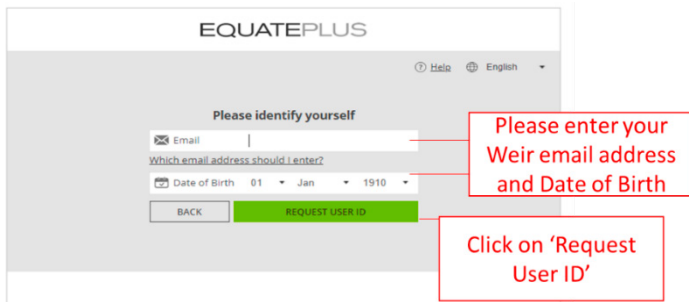 EQUATEPLUS
Help English
Please identify yourself
Email
Which email address should I enter?
Date of Birth 01 Jan 1910
BACK REQUEST USER ID
Please enter your
Weir email address
and Date of Birth
Click on ‘Request
User ID’